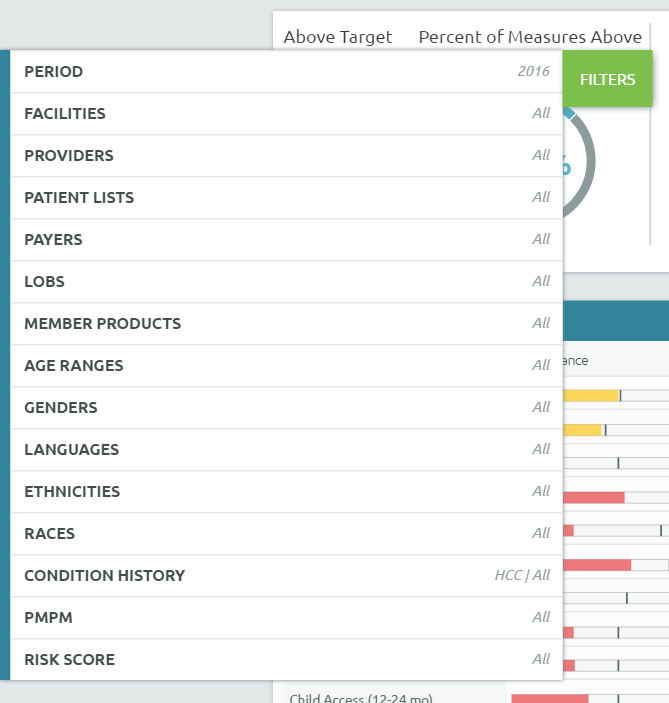 Above Target Percent of Measures Above
PERIOD 2016
FILTERS
FACILITIES All
PROVIDERS All
PATIENT LISTS All
PAYERS All
LOBS All
MEMBER PRODUCTS All
AGE RANGES All
ance
GENDERS All
LANGUAGES All
ETHNICITIES All
RACES All
CONDITION HISTORY HCC | All
PMPM All
RISK SCORE All
Child Access (12-24 mo)